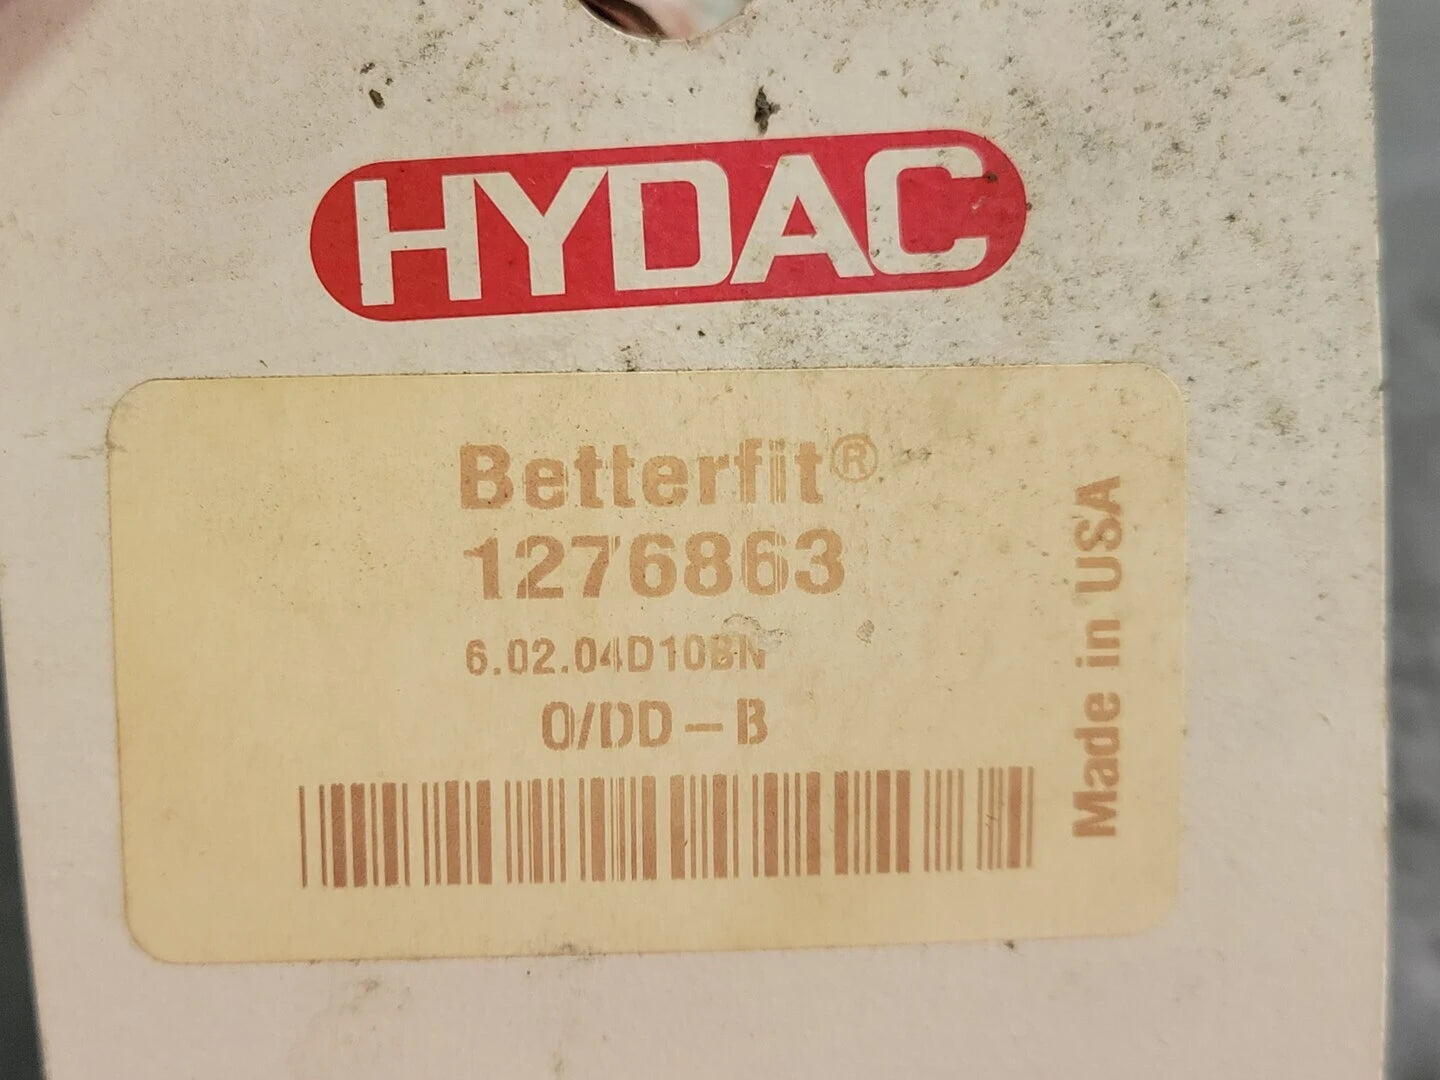 HYDAC
Betterfit®
1276863
6.02.04D10BN
0/DD-B
Made in USA